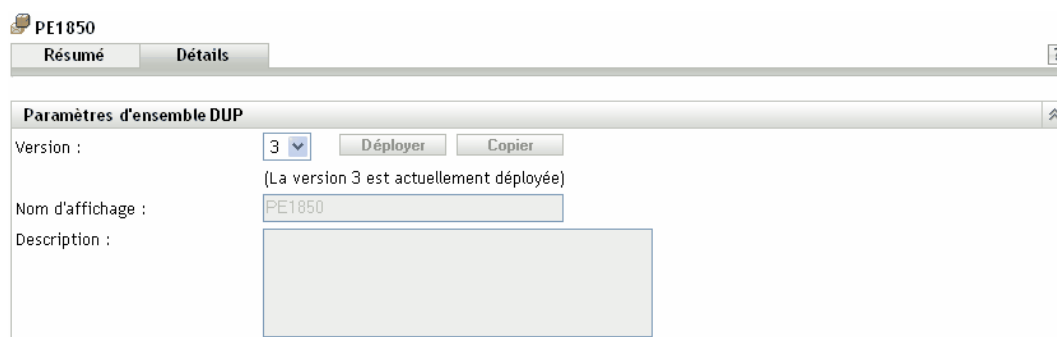 PE1850
Résumé Détails
Paramètres d'ensemble DUP
Version : 3 Déployer Copier
(La version 3 est actuellement déployée)
Nom d'affichage : PE1850
Description :